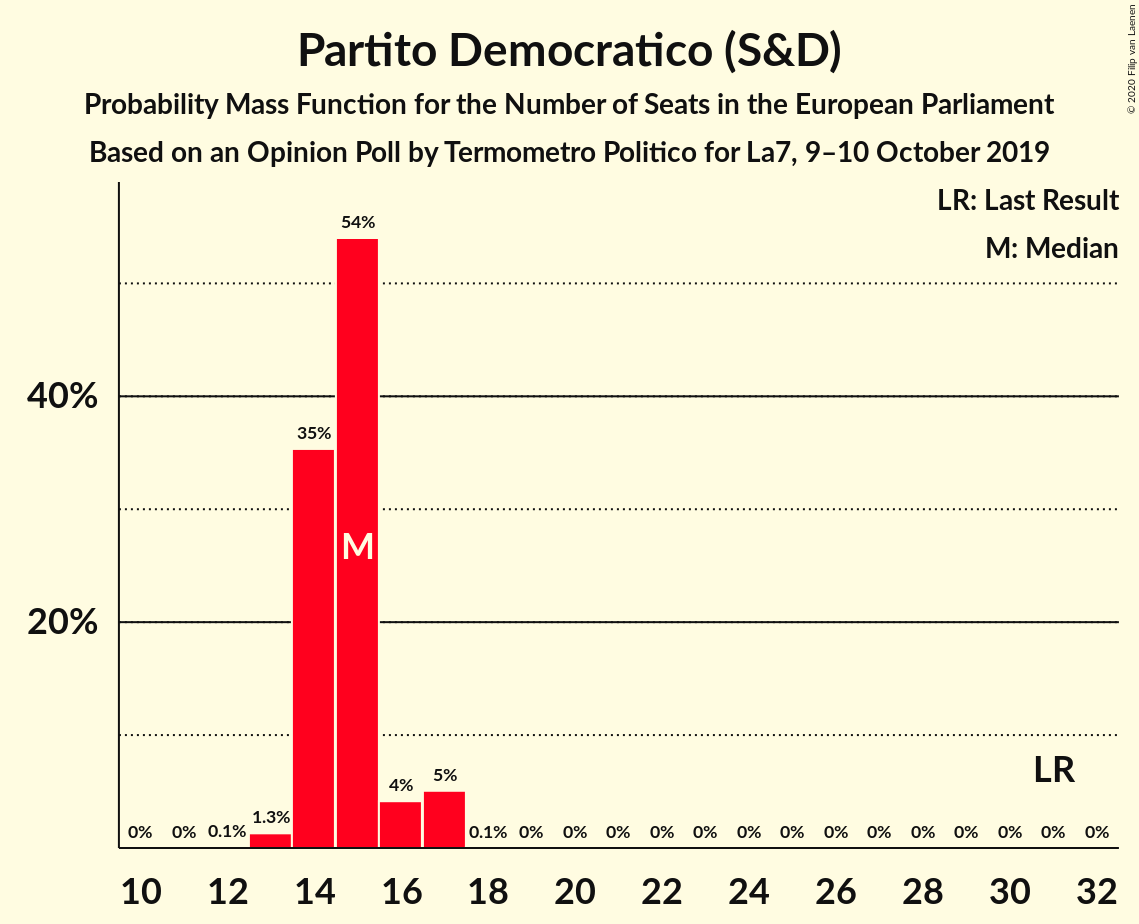 © 2020 Filip van Laenen
Partito Democratico (S&D)
Probability Mass Function for the Number of Seats in the European Parliament
Based on an Opinion Poll by Termometro Politico for La7, 9–10 October 2019
LR: Last Result
M: Median
54%
40%
35%
M
20%
LR
0% 0% 0.1% 1.3% 4% 5% 0.1% 0% 0% 0% 0% 0% 0% 0% 0% 0% 0% 0% 0% 0% 0%
10 12 14 16 18 20 22 24 26 28 30 32